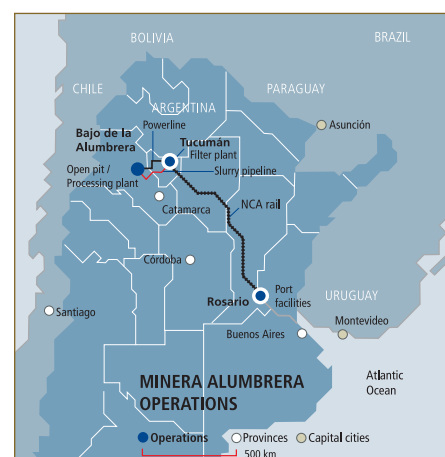 BOLIVIA
BRAZIL
CHILE
PARAGUAY
ARGENTINA
Powerline
Asunción
Bajo de la
Alumbrera
Tucumán
Filter plant
Open pit /
Processing plant
Slurry pipeline
NCA rail
Catamarca
Córdoba
Rosario
Port
facilities
URUGUAY
Santiago
Buenos Aires
Montevideo
MINERA ALUMBRERA
OPERATIONS
Atlantic
Ocean
Operations Provinces Capital cities
500 km